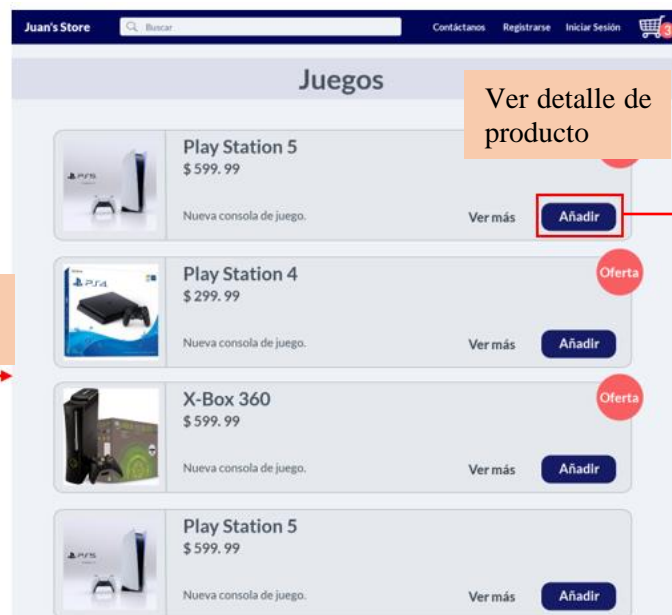 Juan's Store
Buscar
Contáctanos
Registrarse
Iniciar Sesión
3
Juegos
Ver detalle de
producto
Play Station 5
$ 599. 99
Nueva consola de juego.
Ver más
Añadir
Play Station 4
$ 299. 99
Nueva consola de juego.
Ver más
Añadir
Oferta
PS4
X-Box 360
$ 599. 99
Nueva consola de juego.
Ver más
Añadir
Oferta
Play Station 5
$ 599. 99
Nueva consola de juego.
Ver más
Añadir